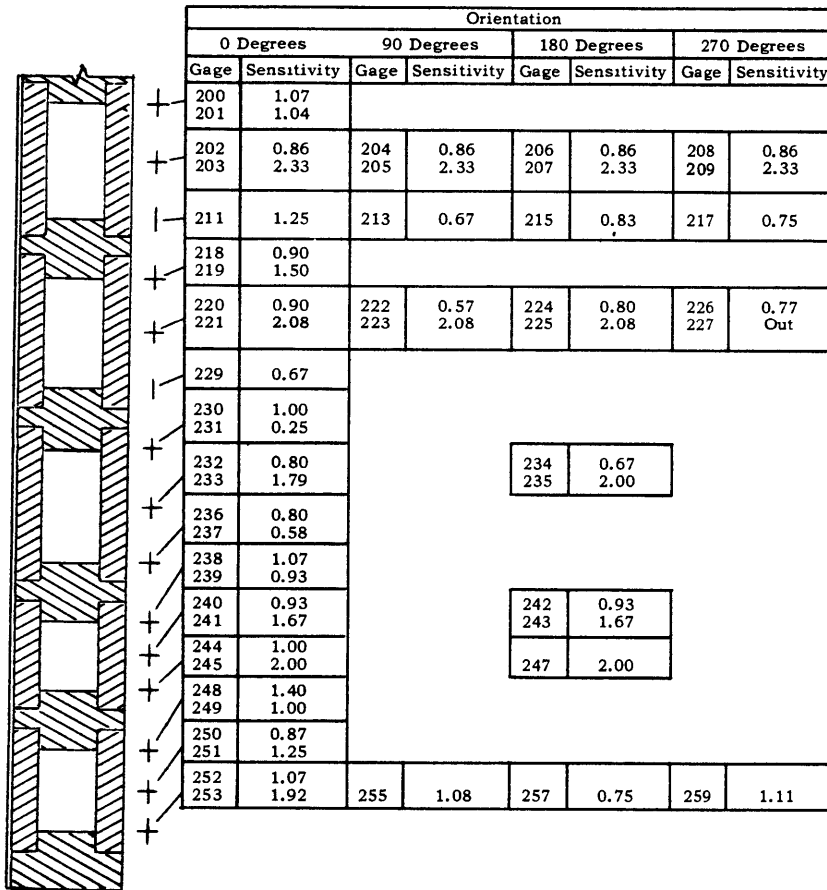 Orientation
0 Degrees 90 Degrees 180 Degrees 270 Degrees
Gage Sensitivity Gage Sensitivity Gage Sensitivity Gage Sensitivity
200 1.07
201 1.04
202 0.86 204 0.86 206 0.86 208 0.86
203 2.33 205 2.33 207 2.33 209 2.33
211 1.25 213 0.67 215 0.83 217 0.75
218 0.90
219 1.50
220 0.90 222 0.57 224 0.80 226 0.77
221 2.08 223 2.08 225 2.08 227 Out
229 0.67
230 1.00
231 0.25
232 0.80 234 0.67
233 1.79 235 2.00
236 0.80
237 0.58
238 1.07
239 0.93
240 0.93 242 0.93
241 1.67 243 1.67
244 1.00
245 2.00 247 2.00
248 1.40
249 1.00
250 0.87
251 1.25
252 1.07
253 1.92 255 1.08 257 0.75 259 1.11